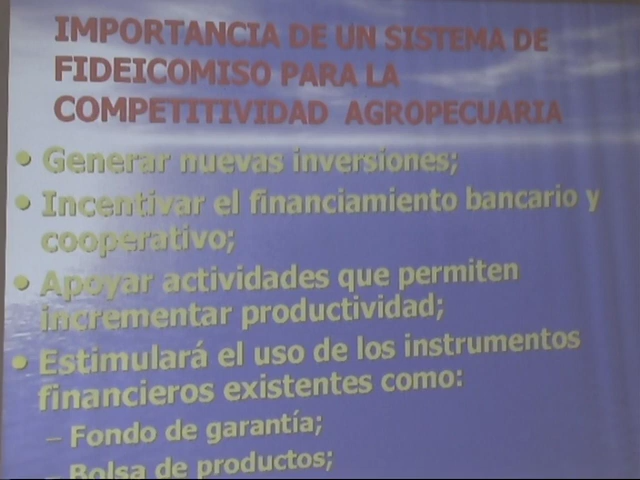 IMPORTANCIA DE UN SISTEMA DE
FIDEICOMISO PARA LA
COMPETITIVIDAD AGROPECUARIA
• Generar nuevas inversiones;
• Incentivar el financiamiento bancario y
cooperativo;
• Apoyar actividades que permiten
incrementar productividad;
• Estimulará el uso de los instrumentos
financieros existentes como:
– Fondo de garantía;
– Bolsa de productos;